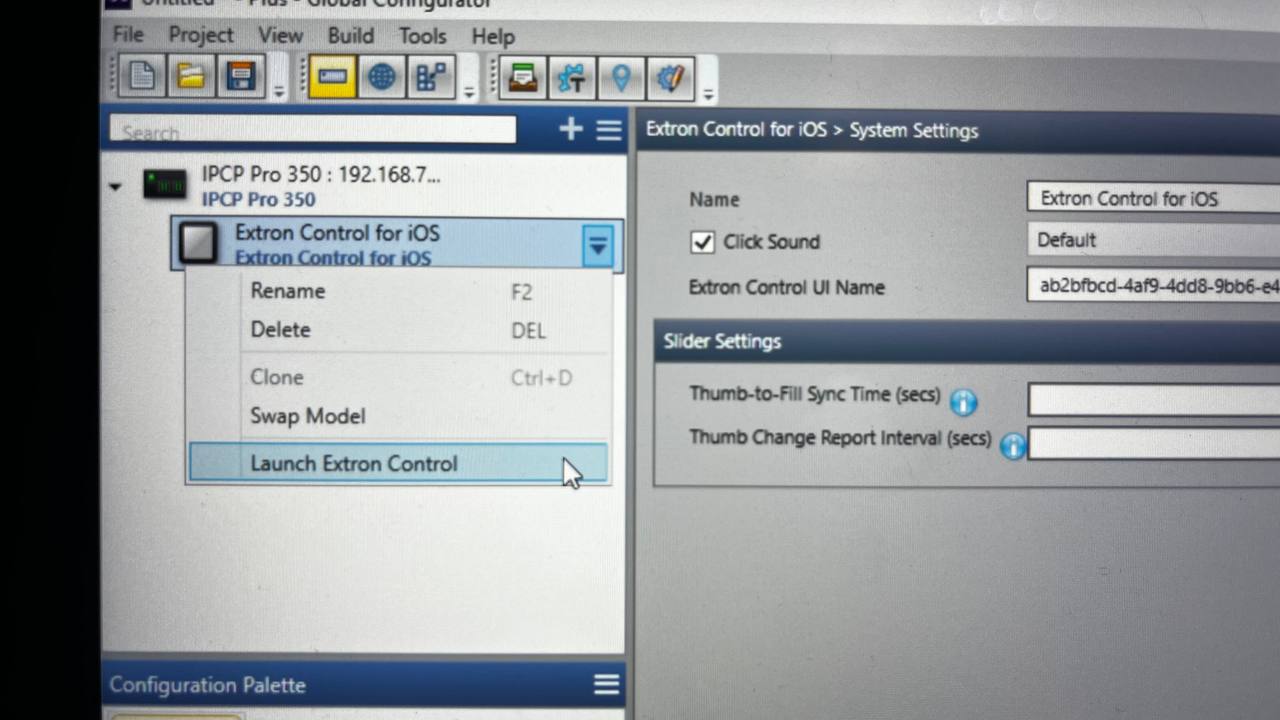 Untitled* - Plus - Global Configurator
File Project View Build Tools Help
Search
IPCP Pro 350 : 192.168.7...
IPCP Pro 350
Extron Control for iOS
Extron Control for iOS
Rename F2
Delete DEL
Clone Ctrl+D
Swap Model
Launch Extron Control
Configuration Palette
Extron Control for iOS > System Settings
Name Extron Control for iOS
Click Sound Default
Extron Control UI Name ab2bfbcd-4af9-4dd8-9bb6-e4
Slider Settings
Thumb-to-Fill Sync Time (secs)
Thumb Change Report Interval (secs)